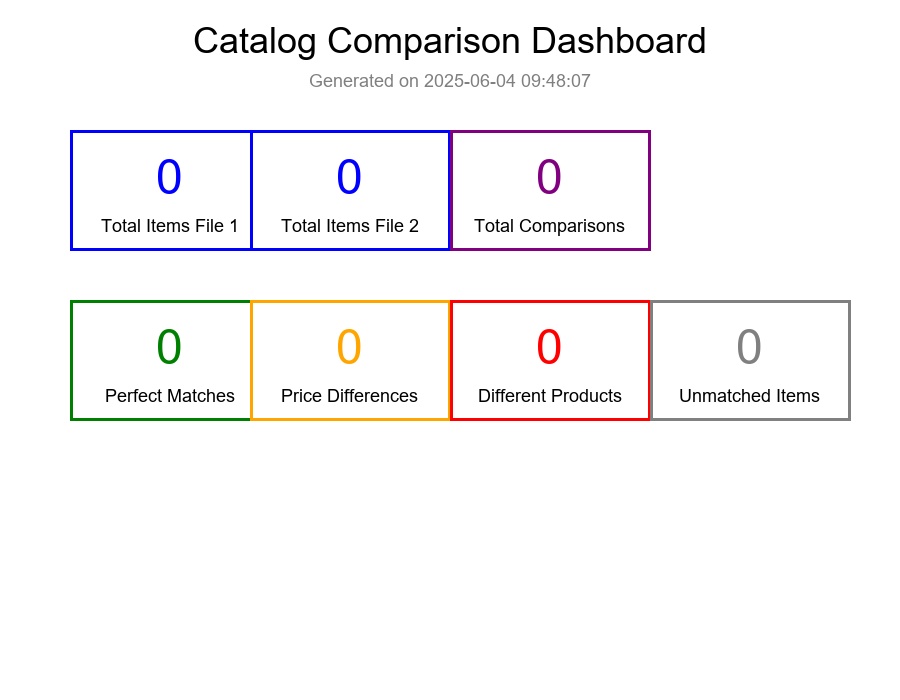 Catalog Comparison Dashboard
Generated on 2025-06-04 09:48:07
0
Total Items File 1
0
Total Items File 2
0
Total Comparisons
0
Perfect Matches
0
Price Differences
0
Different Products
0
Unmatched Items